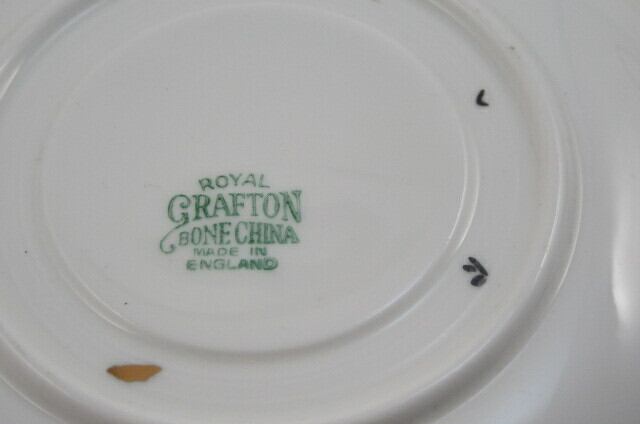 ROYAL
GRAFTON
BONE CHINA
MADE IN
ENGLAND